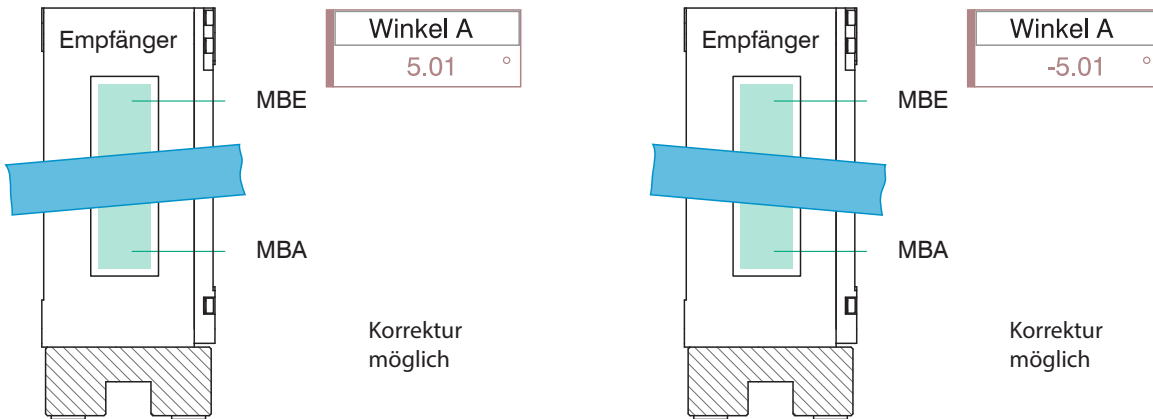 Empfänger
Winkel A
5.01 °
MBE
MBA
Korrektur
möglich
Empfänger
Winkel A
-5.01 °
MBE
MBA
Korrektur
möglich